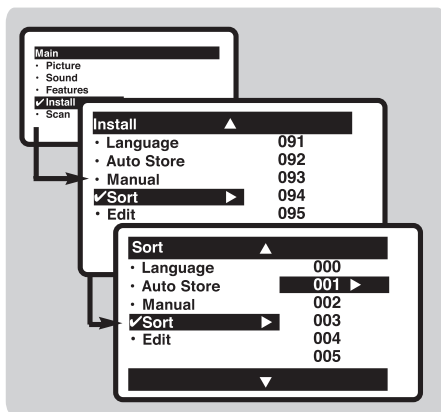 Main
· Picture
· Sound
· Features
✔Install
· Scan
Install ▲
· Language 091
· Auto Store 092
· Manual 093
✔Sort ▶ 094
· Edit 095
Sort ▲
· Language 000
· Auto Store 001 ▶
· Manual 002
✔Sort ▶ 003
· Edit 004
005
▼